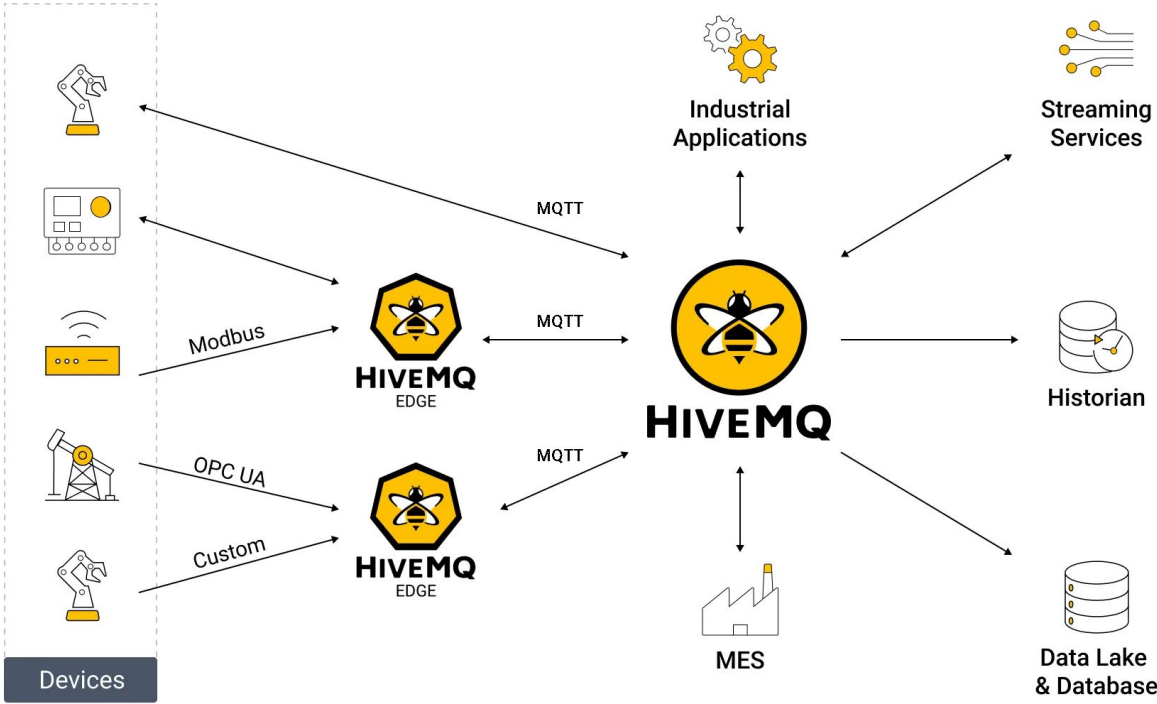 Industrial
Applications
Streaming
Services
MQTT
MQTT
Modbus
HIVEMQ
EDGE
HIVEMQ
Historian
MQTT
OPC UA
Custom
HIVEMQ
EDGE
MES
Data Lake
& Database
Devices